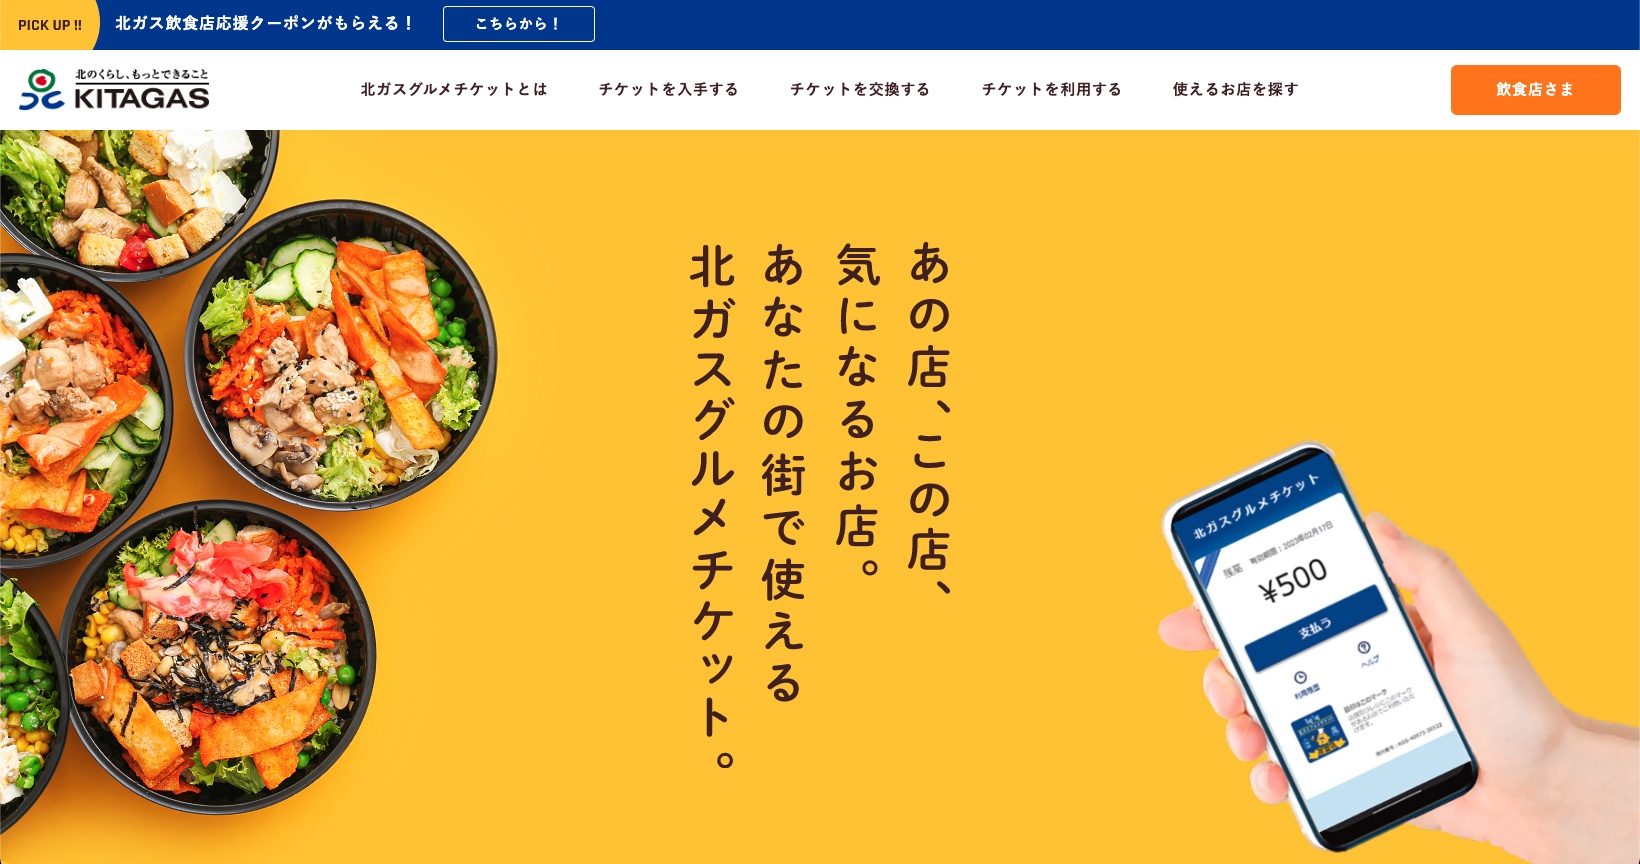 PICK UP !!
北ガス飲食店応援クーポンがもらえる！
こちらから！
北のくらし、もっとできること
KITAGAS
北ガスグルメチケットとは
チケットを入手する
チケットを交換する
チケットを利用する
使えるお店を探す
飲食店さま
あの店、この店、
気になるお店。
あなたの街で使える
北ガスグルメチケット。
北ガスグルメチケット
有効期限：2023年02月17日
残高
¥500
支払う
利用履歴
ヘルプ
目印はこのマーク